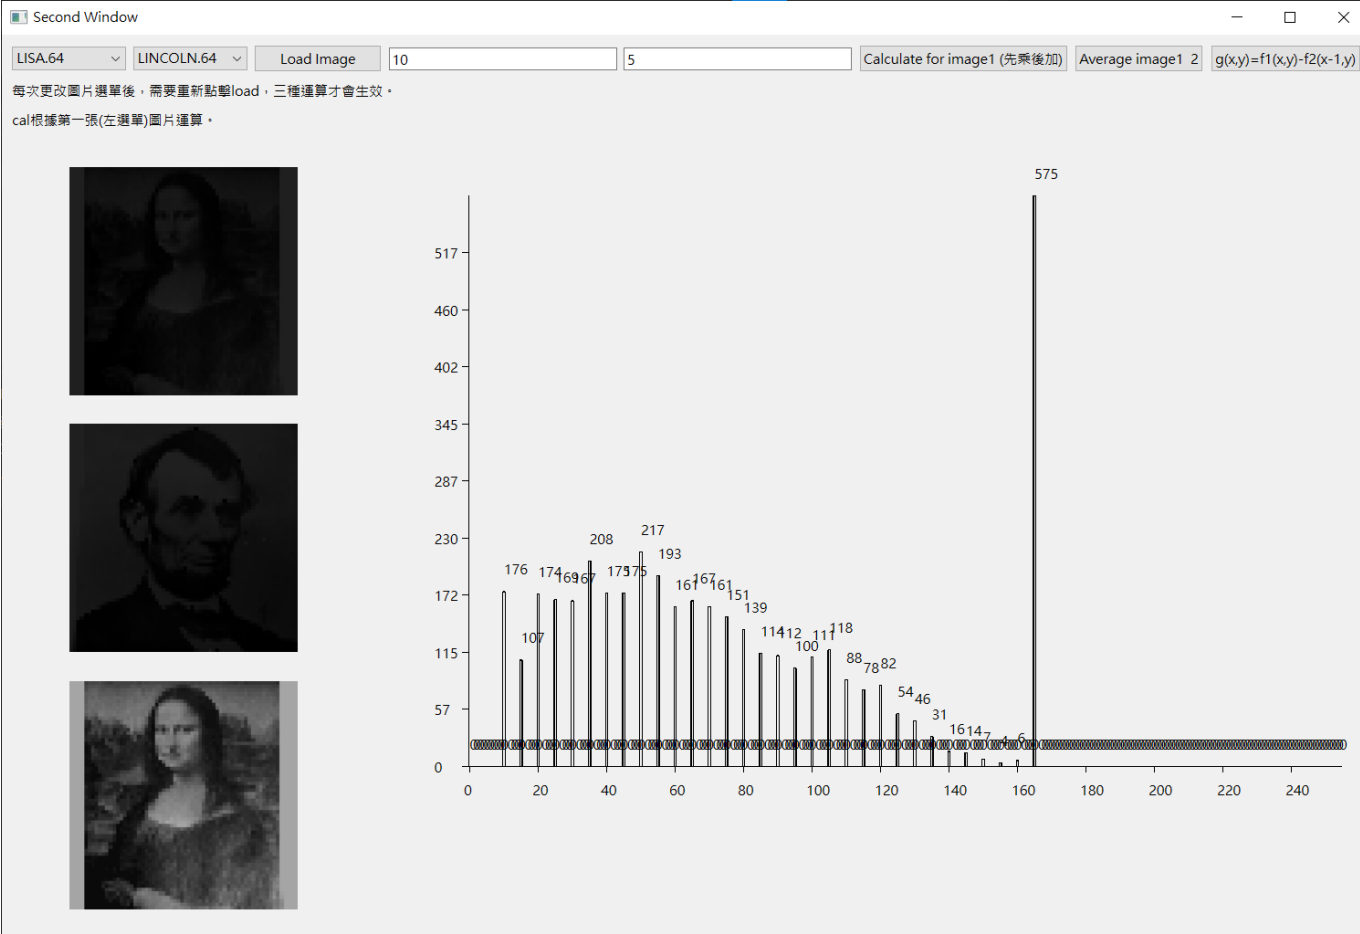 Second Window
LISA.64 LINCOLN.64 Load Image 10 5 Calculate for image1 (先乘後加) Average image1 2 g(x,y)=f1(x,y)-f2(x-1,y)
每次更改圖片選單後，需要重新點擊load，三種運算才會生效。
cal根據第一張(左選單)圖片運算。
575
517
460
402
345
287
230
172
115
57
0
176 107 174 169 167 208 175 175 217 193 161 167 161 151 139 114 112 100 111 118 88 78 82 54 46 31 16 14 7 4 6
0 20 40 60 80 100 120 140 160 180 200 220 240